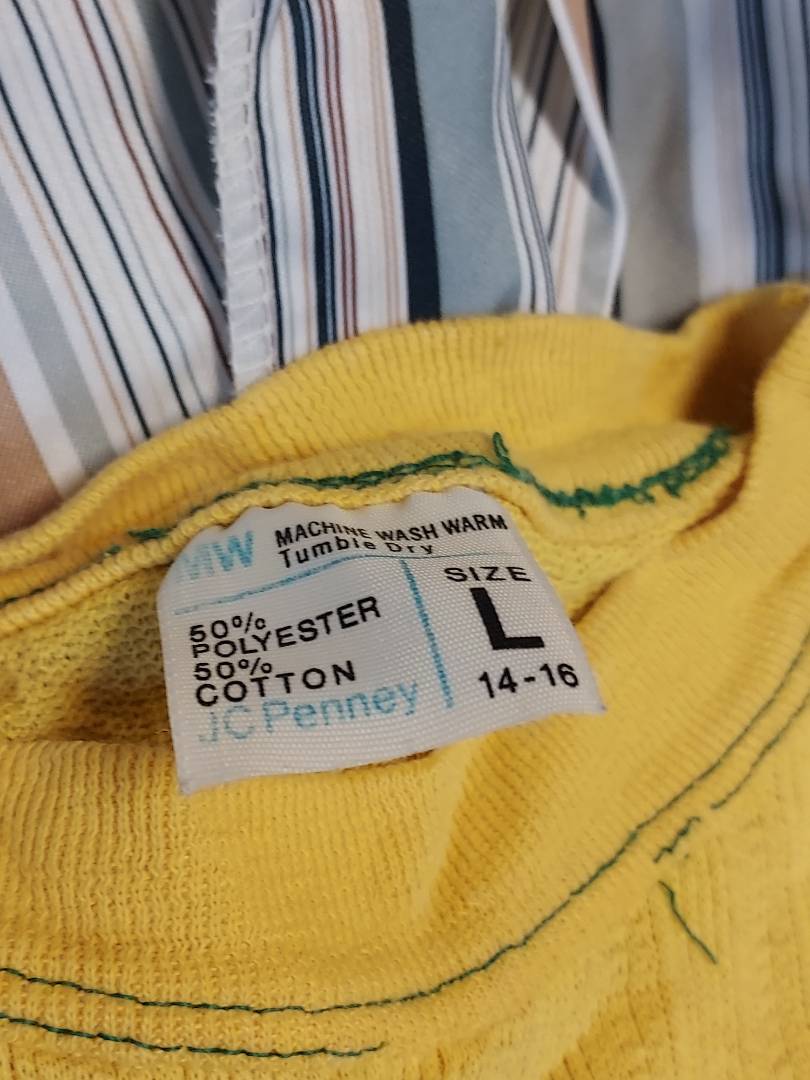 MW
MACHINE WASH WARM
Tumble Dry
50%
POLYESTER
50%
COTTON
JCPenney
SIZE
L
14-16